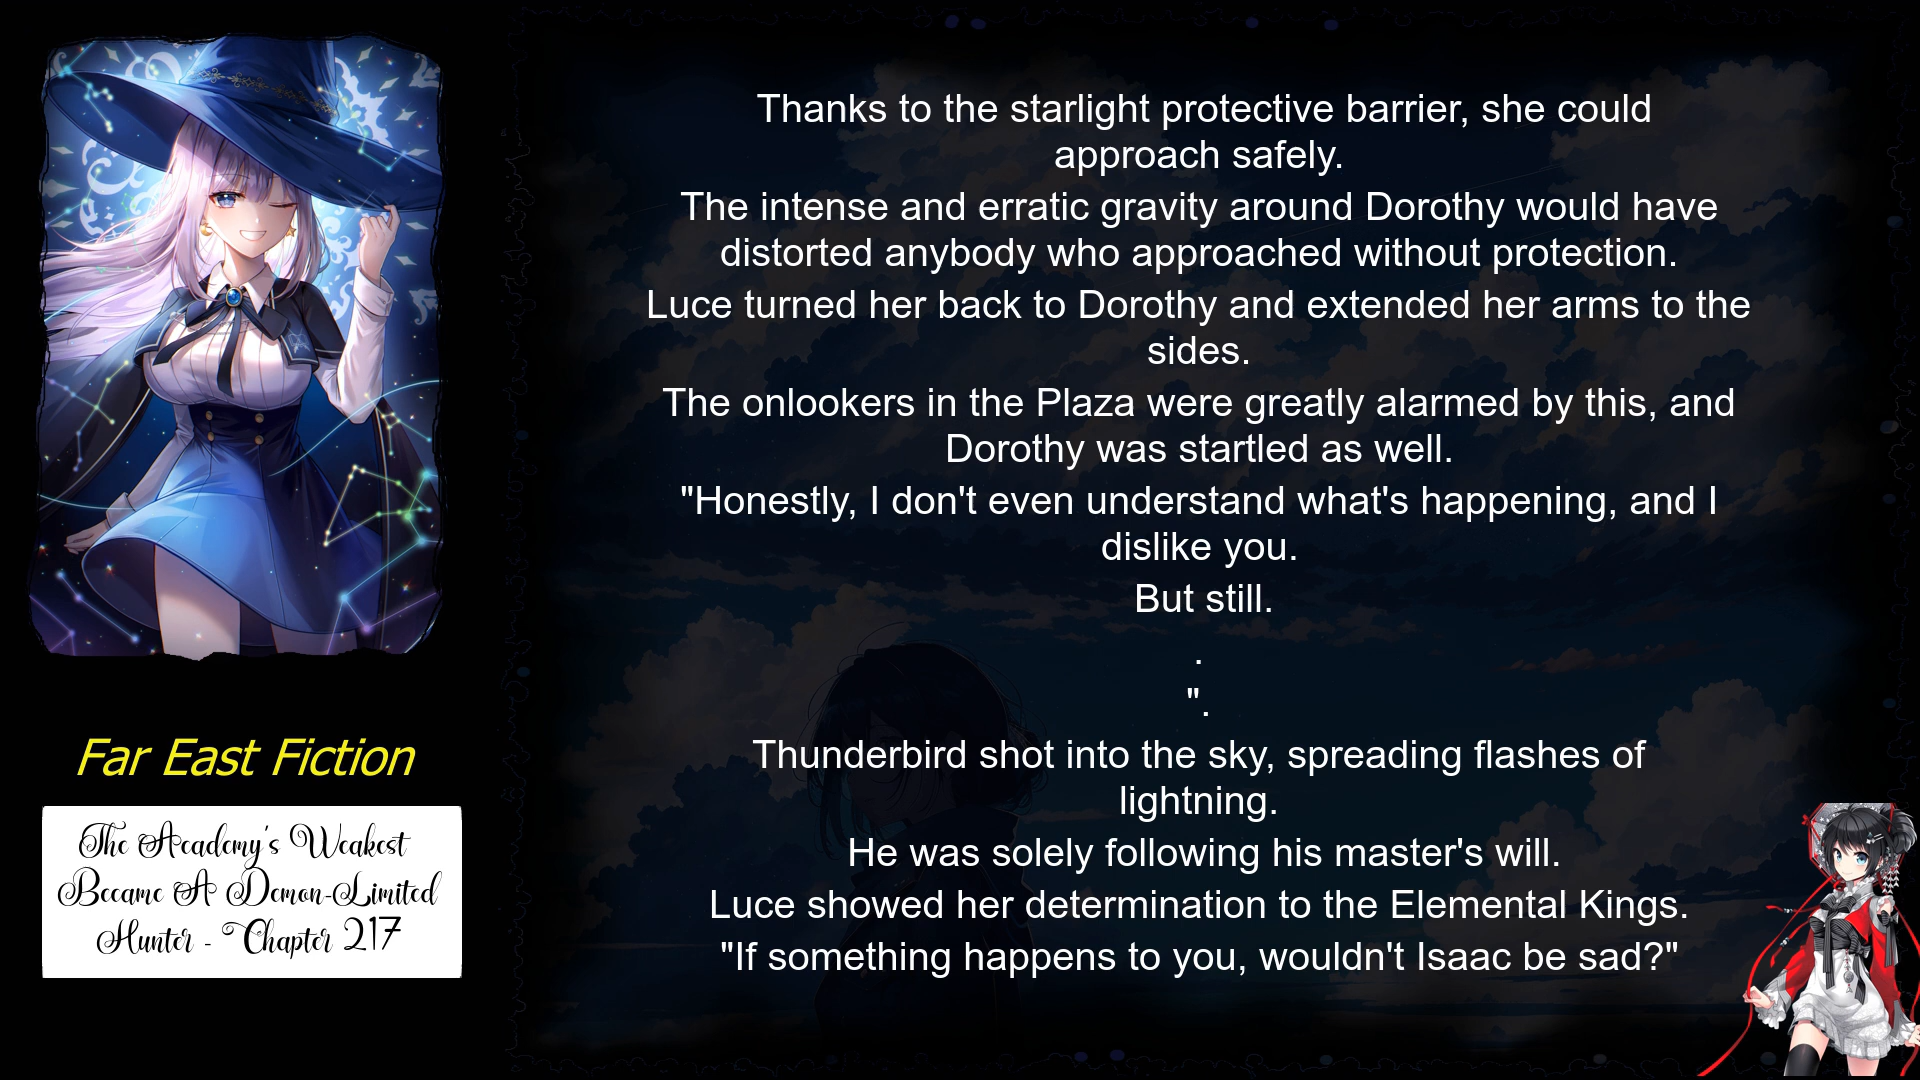 Thanks to the starlight protective barrier, she could
approach safely.
The intense and erratic gravity around Dorothy would have
distorted anybody who approached without protection.
Luce turned her back to Dorothy and extended her arms to the
sides.
The onlookers in the Plaza were greatly alarmed by this, and
Dorothy was startled as well.
"Honestly, I don't even understand what's happening, and I
dislike you.
But still.
.
".
Thunderbird shot into the sky, spreading flashes of
lightning.
He was solely following his master's will.
Luce showed her determination to the Elemental Kings.
"If something happens to you, wouldn't Isaac be sad?"
Far East Fiction
The Academy's Weakest
Became A Demon-Limited
Hunter - Chapter 217